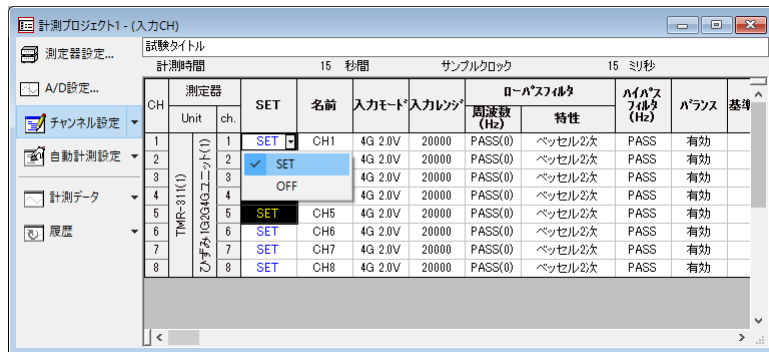 計測プロジェクト1 - (入力CH)
測定器設定...
A/D設定...
チャンネル設定
自動計測設定
計測データ
履歴
試験タイトル
計測時間 15 秒間 サンプルクロック 15 ミリ秒
CH 測定器 SET 名前 入力モード 入力レンジ ローパスフィルタ ハイパスフィルタ(Hz) バランス 基準
Unit ch. 周波数(Hz) 特性
TMR-311(1)
ひずみ1G2G4Gユニット(1)
1 1 SET CH1 4G 2.0V 20000 PASS(0) ベッセル2次 PASS 有効
2 2 4G 2.0V 20000 PASS(0) ベッセル2次 PASS 有効
3 3 4G 2.0V 20000 PASS(0) ベッセル2次 PASS 有効
4 4 4G 2.0V 20000 PASS(0) ベッセル2次 PASS 有効
SET
OFF
5 5 SET CH5 4G 2.0V 20000 PASS(0) ベッセル2次 PASS 有効
6 6 SET CH6 4G 2.0V 20000 PASS(0) ベッセル2次 PASS 有効
7 7 SET CH7 4G 2.0V 20000 PASS(0) ベッセル2次 PASS 有効
8 8 SET CH8 4G 2.0V 20000 PASS(0) ベッセル2次 PASS 有効